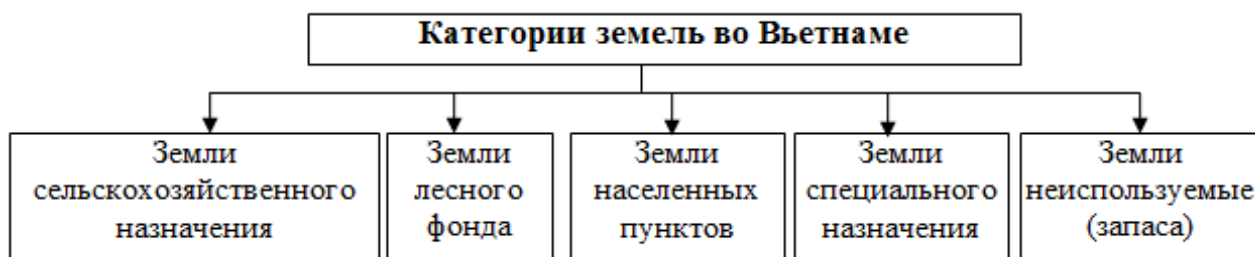 Категории земель во Вьетнаме
Земли
сельскохозяйственного
назначения
Земли
лесного
фонда
Земли
населенных
пунктов
Земли
специального
назначения
Земли
неиспользуемые
(запаса)